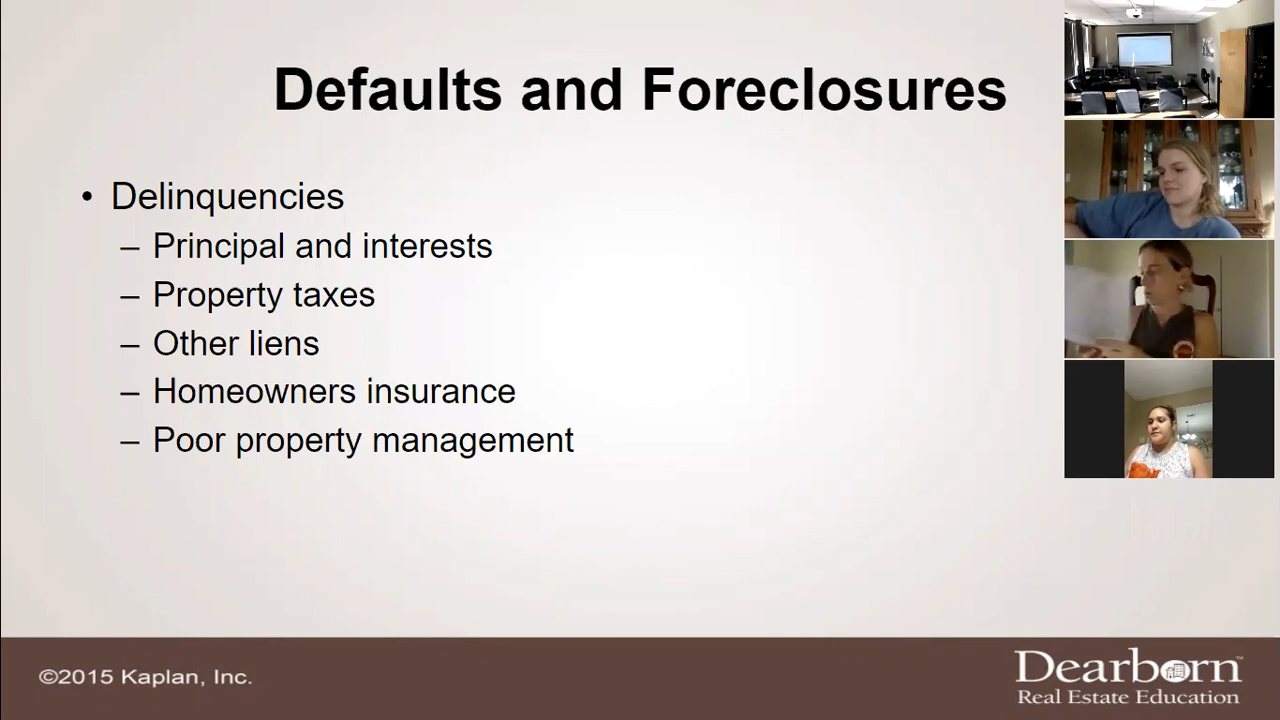 Defaults and Foreclosures
• Delinquencies
– Principal and interests
– Property taxes
– Other liens
– Homeowners insurance
– Poor property management
©2015 Kaplan, Inc.
Dearborn™
Real Estate Education